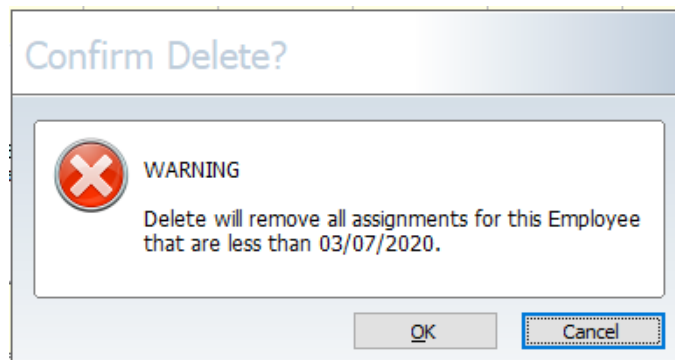 Confirm Delete?
WARNING
Delete will remove all assignments for this Employee
that are less than 03/07/2020.
OK
Cancel